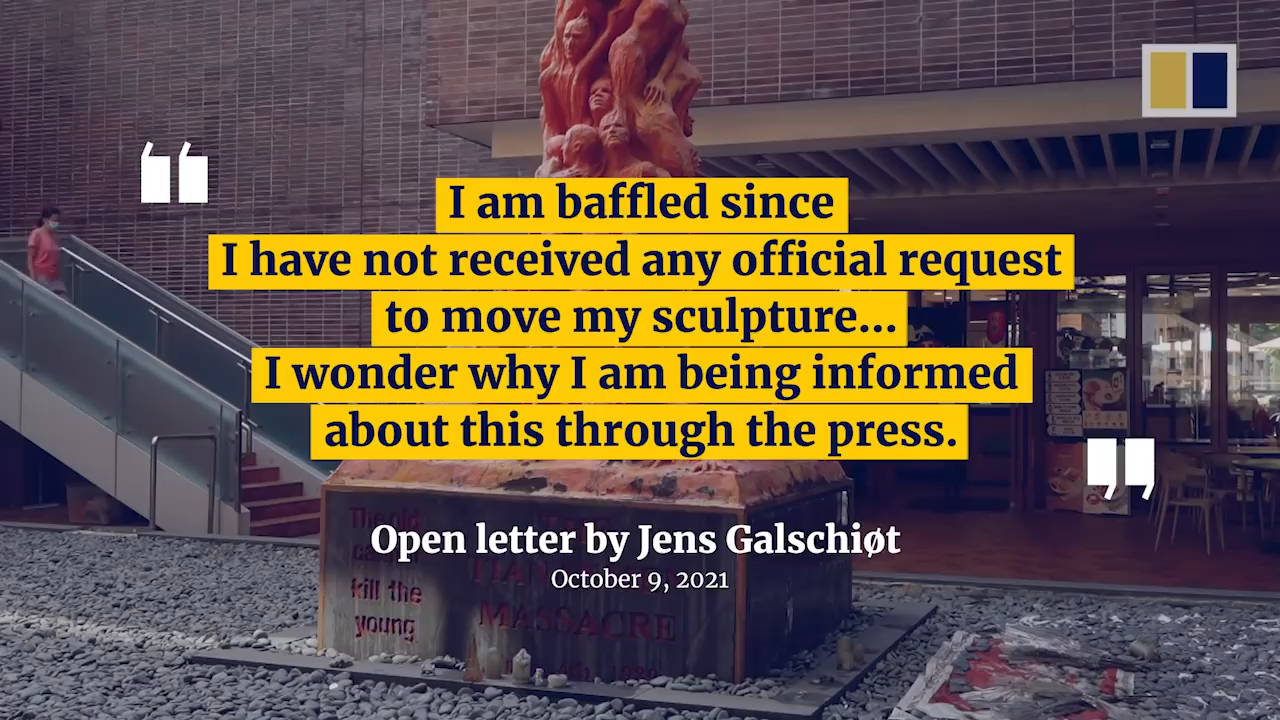 “
I am baffled since
I have not received any official request
to move my sculpture...
I wonder why I am being informed
about this through the press.
”
Open letter by Jens Galschiøt
October 9, 2021
The old
kill the
young
MASSACRE